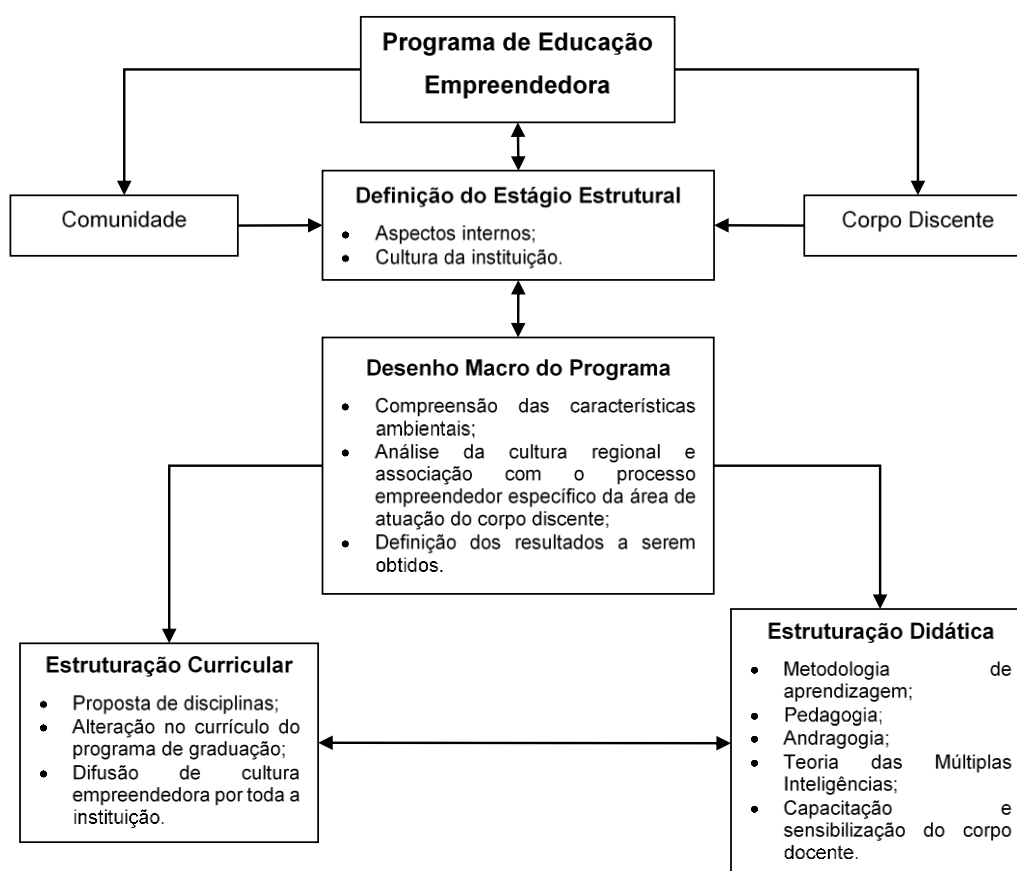 Programa de Educação
Empreendedora
Comunidade
Definição do Estágio Estrutural
• Aspectos internos;
• Cultura da instituição.
Corpo Discente
Desenho Macro do Programa
• Compreensão das características
ambientais;
• Análise da cultura regional e
associação com o processo
empreendedor específico da área de
atuação do corpo discente;
• Definição dos resultados a serem
obtidos.
Estruturação Curricular
• Proposta de disciplinas;
• Alteração no currículo do
programa de graduação;
• Difusão de cultura
empreendedora por toda a
instituição.
Estruturação Didática
• Metodologia de
aprendizagem;
• Pedagogia;
• Andragogia;
• Teoria das Múltiplas
Inteligências;
• Capacitação e
sensibilização do corpo
docente.